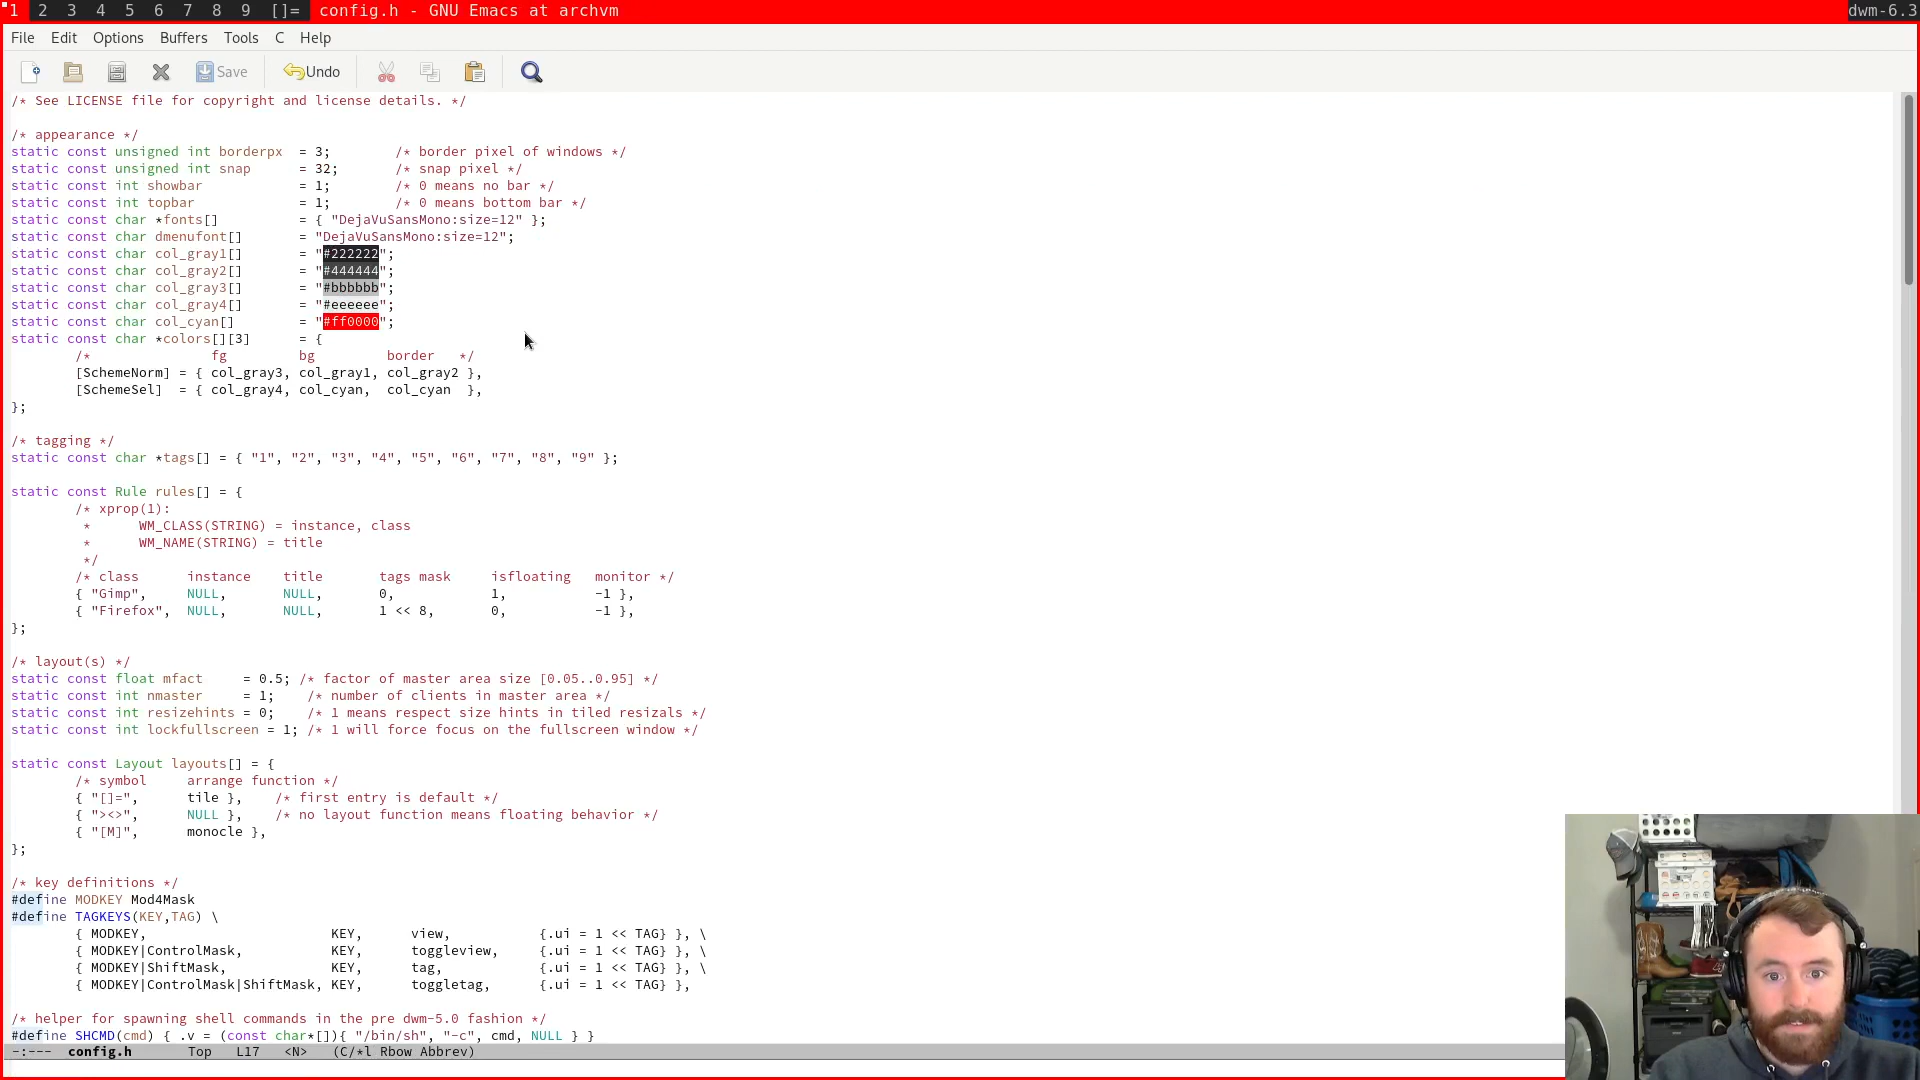 1 2 3 4 5 6 7 8 9 []= config.h - GNU Emacs at archvm dwm-6.3
File Edit Options Buffers Tools C Help
Save Undo
/* See LICENSE file for copyright and license details. */
/* appearance */
static const unsigned int borderpx  = 3;        /* border pixel of windows */
static const unsigned int snap      = 32;       /* snap pixel */
static const int showbar            = 1;        /* 0 means no bar */
static const int topbar             = 1;        /* 0 means bottom bar */
static const char *fonts[]          = { "DejaVuSansMono:size=12" };
static const char dmenufont[]       = "DejaVuSansMono:size=12";
static const char col_gray1[]       = "#222222";
static const char col_gray2[]       = "#444444";
static const char col_gray3[]       = "#bbbbbb";
static const char col_gray4[]       = "#eeeeee";
static const char col_cyan[]        = "#ff0000";
static const char *colors[][3]      = {
        /*               fg         bg         border   */
        [SchemeNorm] = { col_gray3, col_gray1, col_gray2 },
        [SchemeSel]  = { col_gray4, col_cyan,  col_cyan  },
};
/* tagging */
static const char *tags[] = { "1", "2", "3", "4", "5", "6", "7", "8", "9" };
static const Rule rules[] = {
        /* xprop(1):
         *      WM_CLASS(STRING) = instance, class
         *      WM_NAME(STRING) = title
         */
        /* class      instance    title       tags mask     isfloating   monitor */
        { "Gimp",     NULL,       NULL,       0,            1,           -1 },
        { "Firefox",  NULL,       NULL,       1 << 8,       0,           -1 },
};
/* layout(s) */
static const float mfact     = 0.5; /* factor of master area size [0.05..0.95] */
static const int nmaster     = 1;    /* number of clients in master area */
static const int resizehints = 0;    /* 1 means respect size hints in tiled resizals */
static const int lockfullscreen = 1; /* 1 will force focus on the fullscreen window */
static const Layout layouts[] = {
        /* symbol     arrange function */
        { "[]=",      tile },    /* first entry is default */
        { "><>",      NULL },    /* no layout function means floating behavior */
        { "[M]",      monocle },
};
/* key definitions */
#define MODKEY Mod4Mask
#define TAGKEYS(KEY,TAG) \
        { MODKEY,                       KEY,      view,           {.ui = 1 << TAG} }, \
        { MODKEY|ControlMask,           KEY,      toggleview,     {.ui = 1 << TAG} }, \
        { MODKEY|ShiftMask,             KEY,      tag,            {.ui = 1 << TAG} }, \
        { MODKEY|ControlMask|ShiftMask, KEY,      toggletag,      {.ui = 1 << TAG} },
/* helper for spawning shell commands in the pre dwm-5.0 fashion */
#define SHCMD(cmd) { .v = (const char*[]){ "/bin/sh", "-c", cmd, NULL } }
-:--- config.h Top L17 <N> (C/*l Rbow Abbrev)